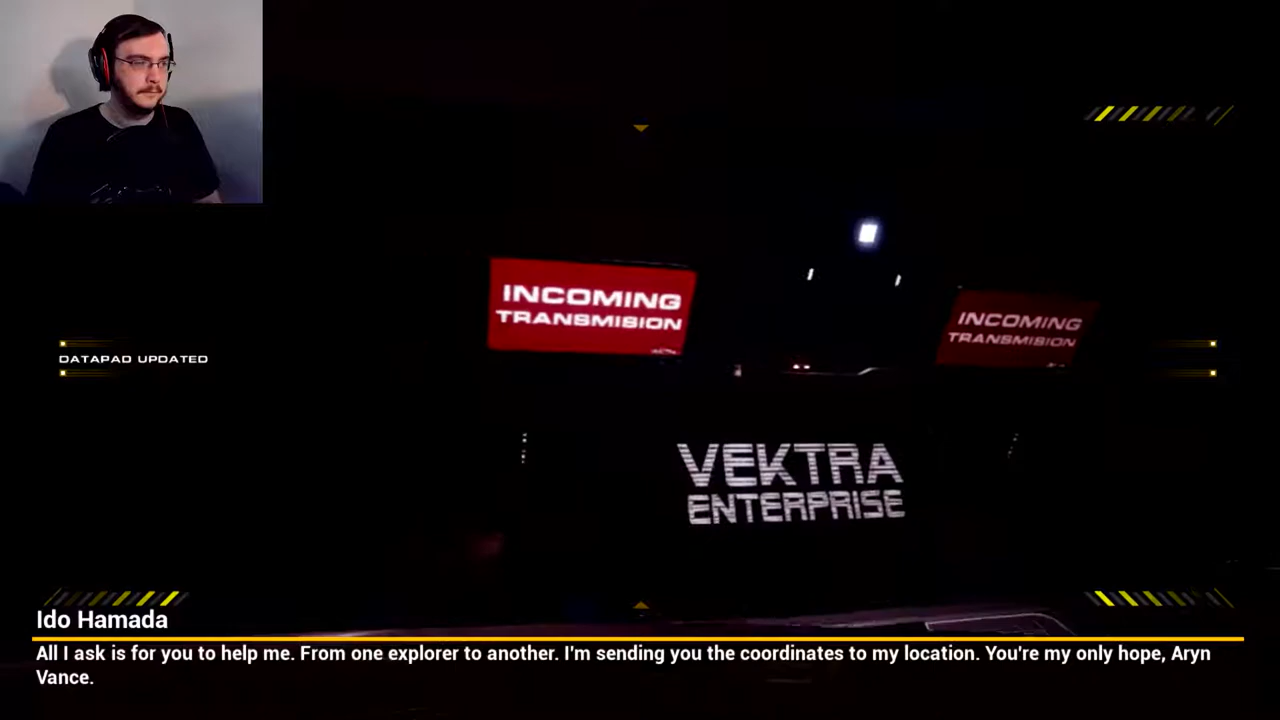 INCOMING
TRANSMISION
INCOMING
TRANSMISION
DATAPAD UPDATED
VEKTRA
ENTERPRISE
Ido Hamada
All I ask is for you to help me. From one explorer to another. I'm sending you the coordinates to my location. You're my only hope, Aryn
Vance.